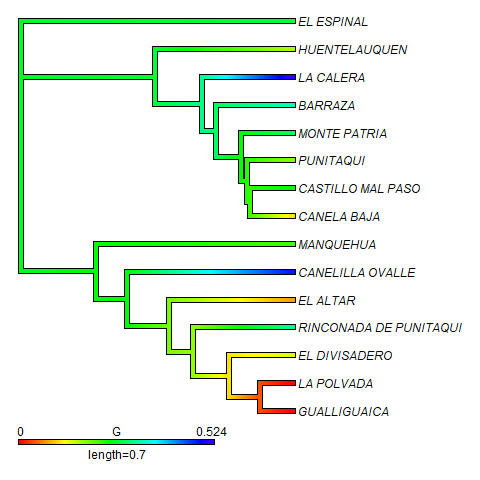 EL ESPINAL
HUENTELAUQUEN
LA CALERA
BARRAZA
MONTE PATRIA
PUNITAQUI
CASTILLO MAL PASO
CANELA BAJA
MANQUEHUA
CANELILLA OVALLE
EL ALTAR
RINCONADA DE PUNITAQUI
EL DIVISADERO
LA POLVADA
GUALLIGUAICA
0 G 0.524
length=0.7